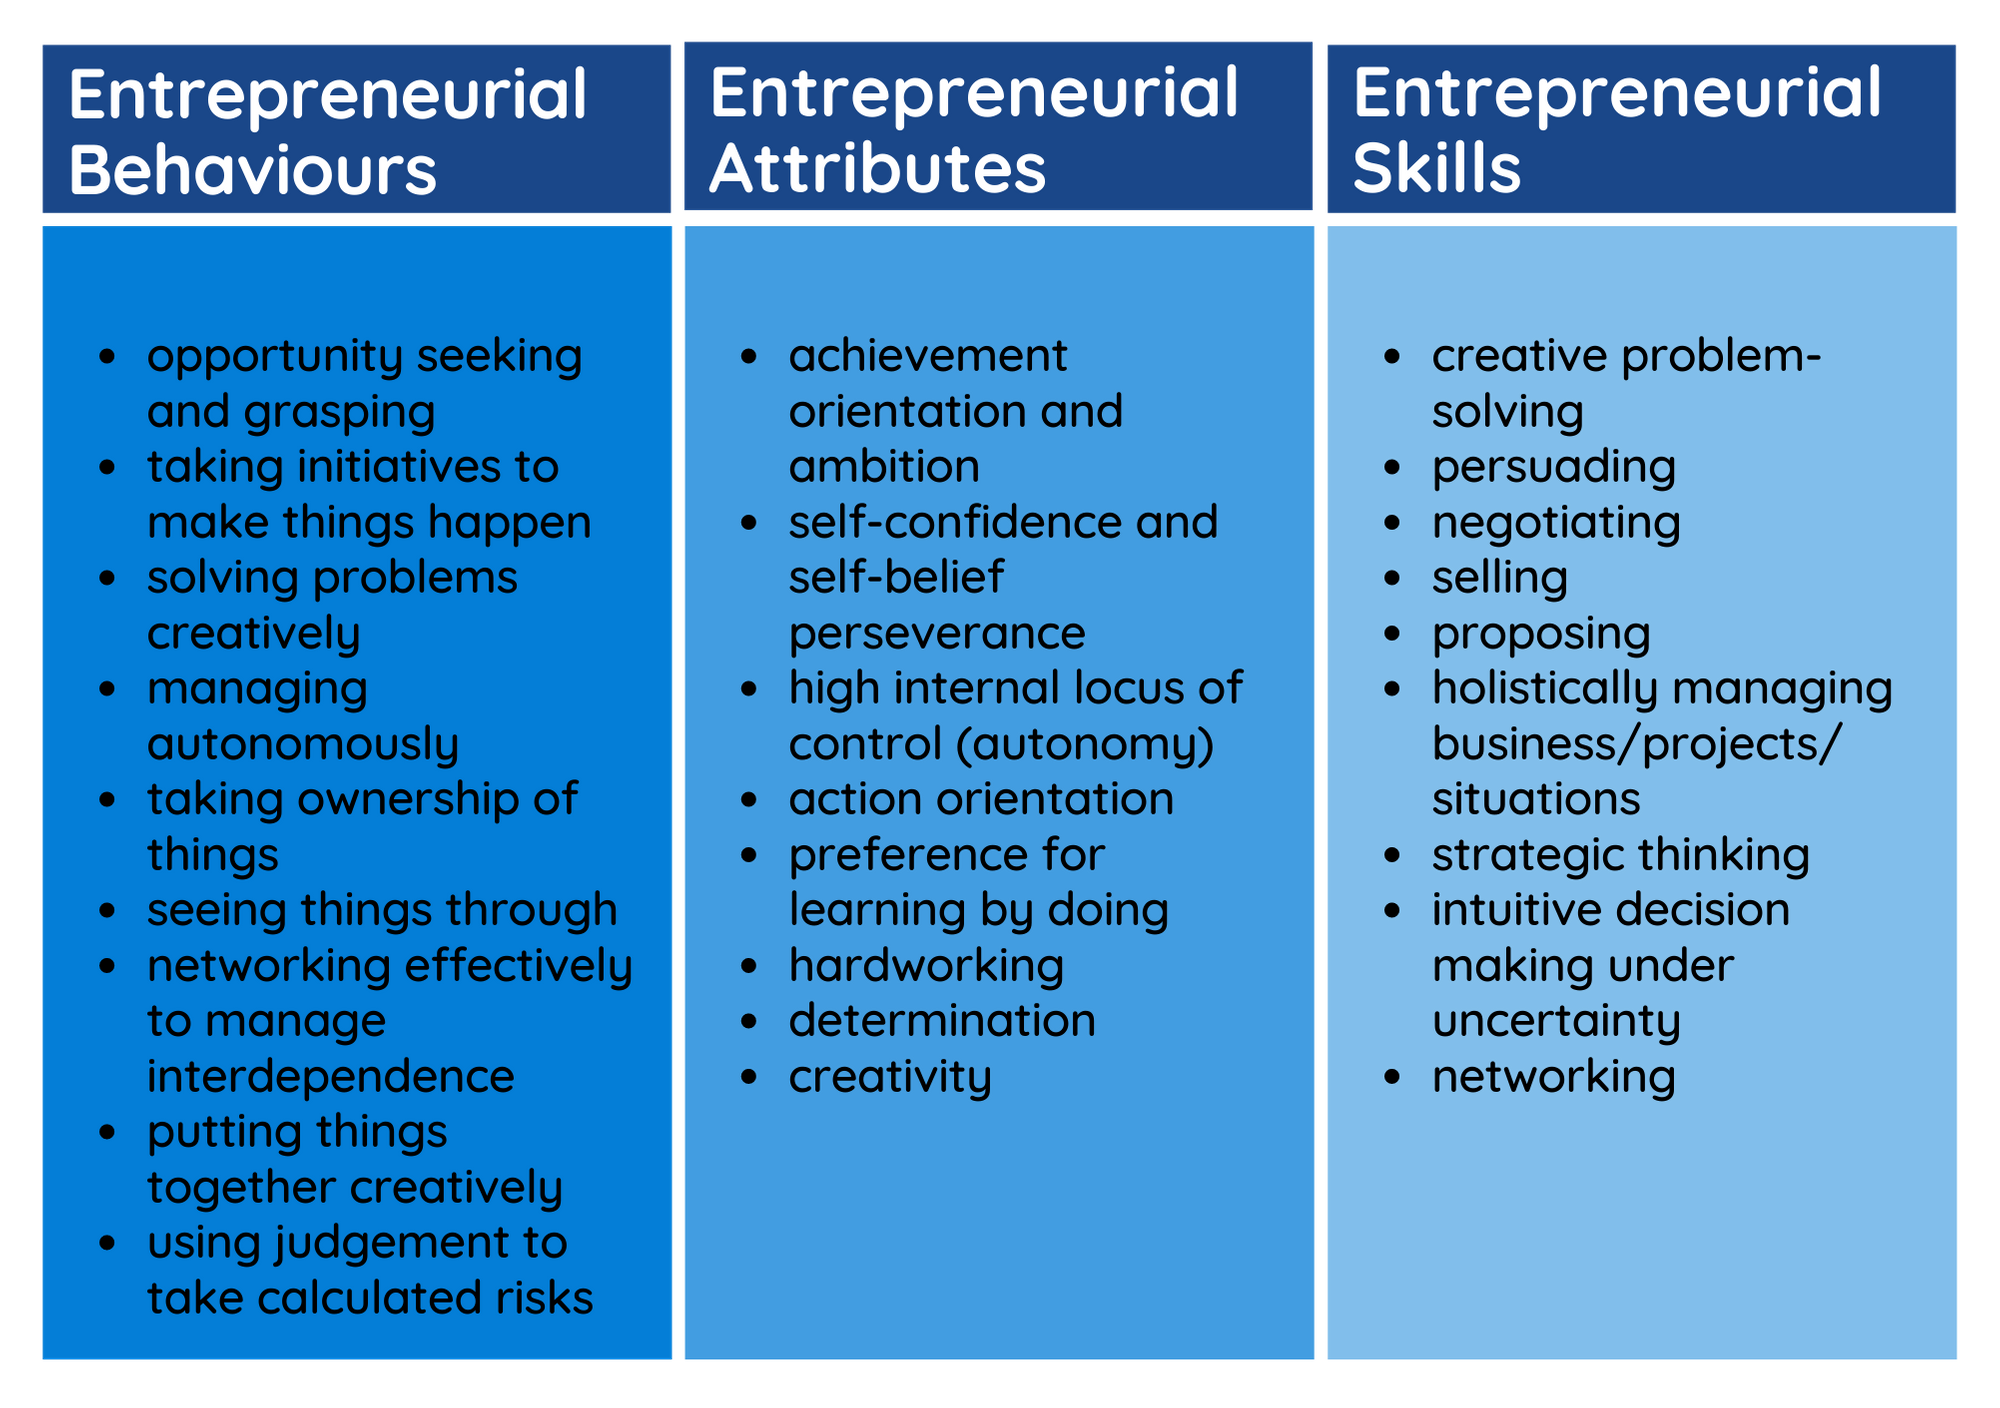 Entrepreneurial
Behaviours
• opportunity seeking
and grasping
• taking initiatives to
make things happen
• solving problems
creatively
• managing
autonomously
• taking ownership of
things
• seeing things through
• networking effectively
to manage
interdependence
• putting things
together creatively
• using judgement to
take calculated risks
Entrepreneurial
Attributes
• achievement
orientation and
ambition
• self-confidence and
self-belief
perseverance
• high internal locus of
control (autonomy)
• action orientation
• preference for
learning by doing
• hardworking
• determination
• creativity
Entrepreneurial
Skills
• creative problem-
solving
• persuading
• negotiating
• selling
• proposing
• holistically managing
business/projects/
situations
• strategic thinking
• intuitive decision
making under
uncertainty
• networking